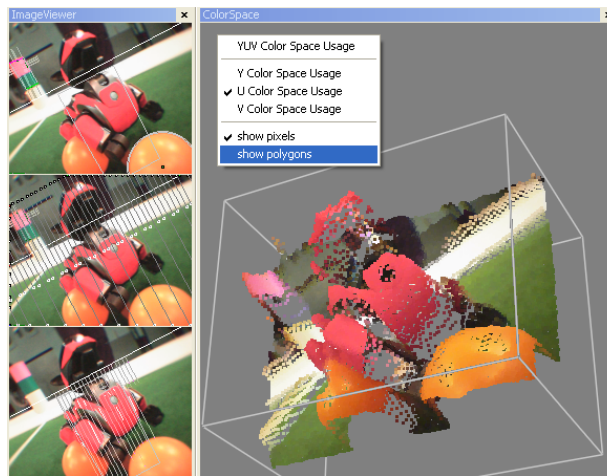 ImageViewer
ColorSpace
YUV Color Space Usage
Y Color Space Usage
U Color Space Usage
V Color Space Usage
show pixels
show polygons